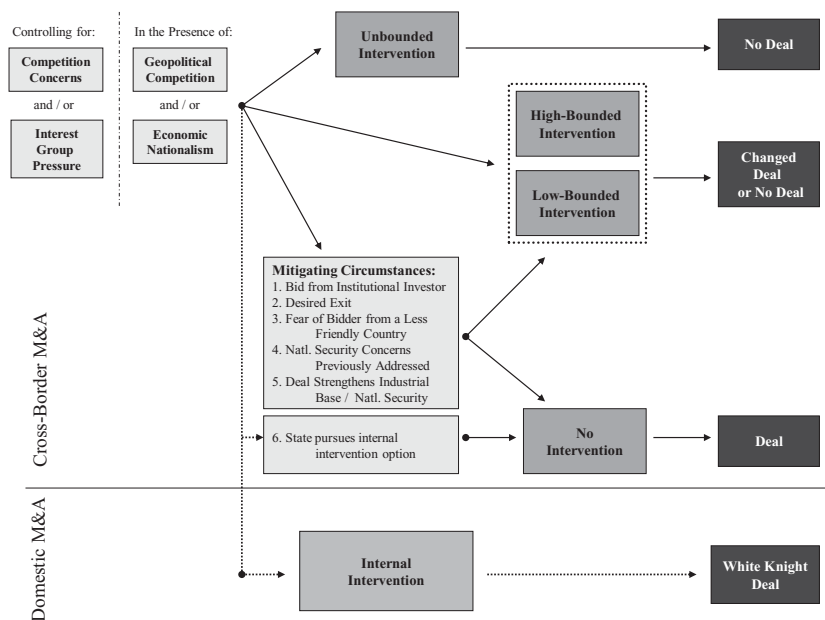 Controlling for:
Competition
Concerns
and / or
Interest
Group
Pressure
In the Presence of:
Geopolitical
Competition
and / or
Economic
Nationalism
Unbounded
Intervention
No Deal
High-Bounded
Intervention
Low-Bounded
Intervention
Changed
Deal
or No Deal
Cross-Border M&A
Mitigating Circumstances:
1. Bid from Institutional Investor
2. Desired Exit
3. Fear of Bidder from a Less
Friendly Country
4. Natl. Security Concerns
Previously Addressed
5. Deal Strengthens Industrial
Base / Natl. Security
6. State pursues internal
intervention option
No
Intervention
Deal
Domestic M&A
Internal
Intervention
White Knight
Deal